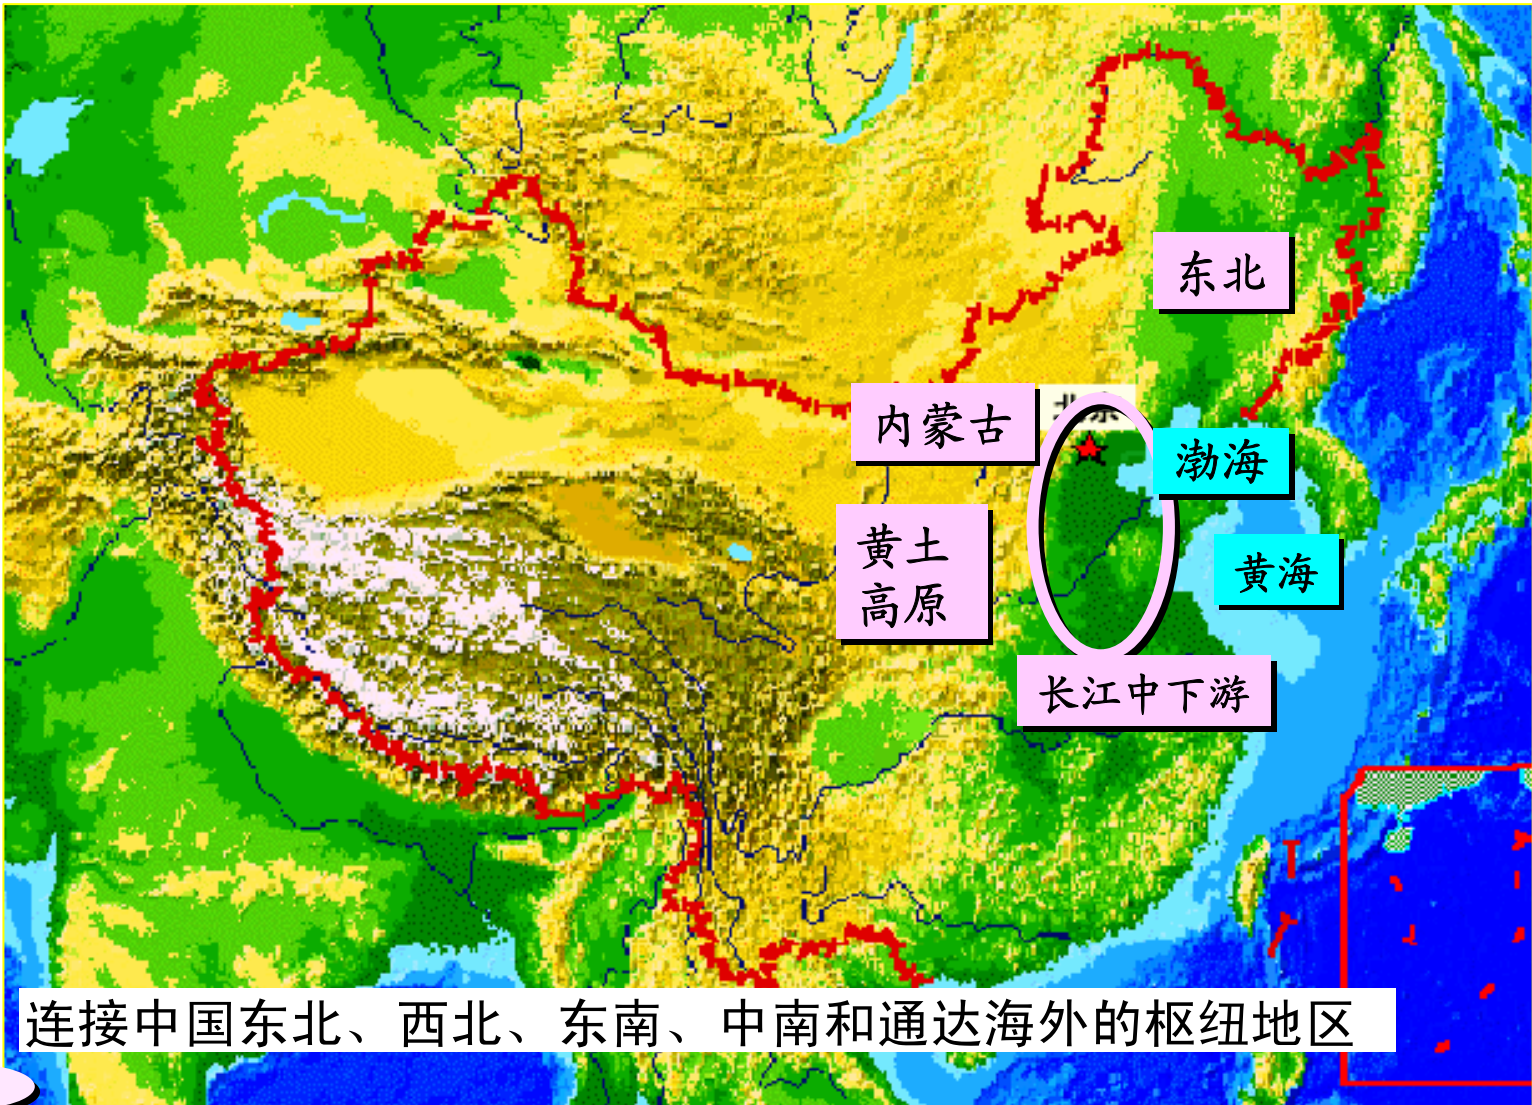 东北
内蒙古
北京
渤海
黄土
高原
黄海
长江中下游
连接中国东北、西北、东南、中南和通达海外的枢纽地区